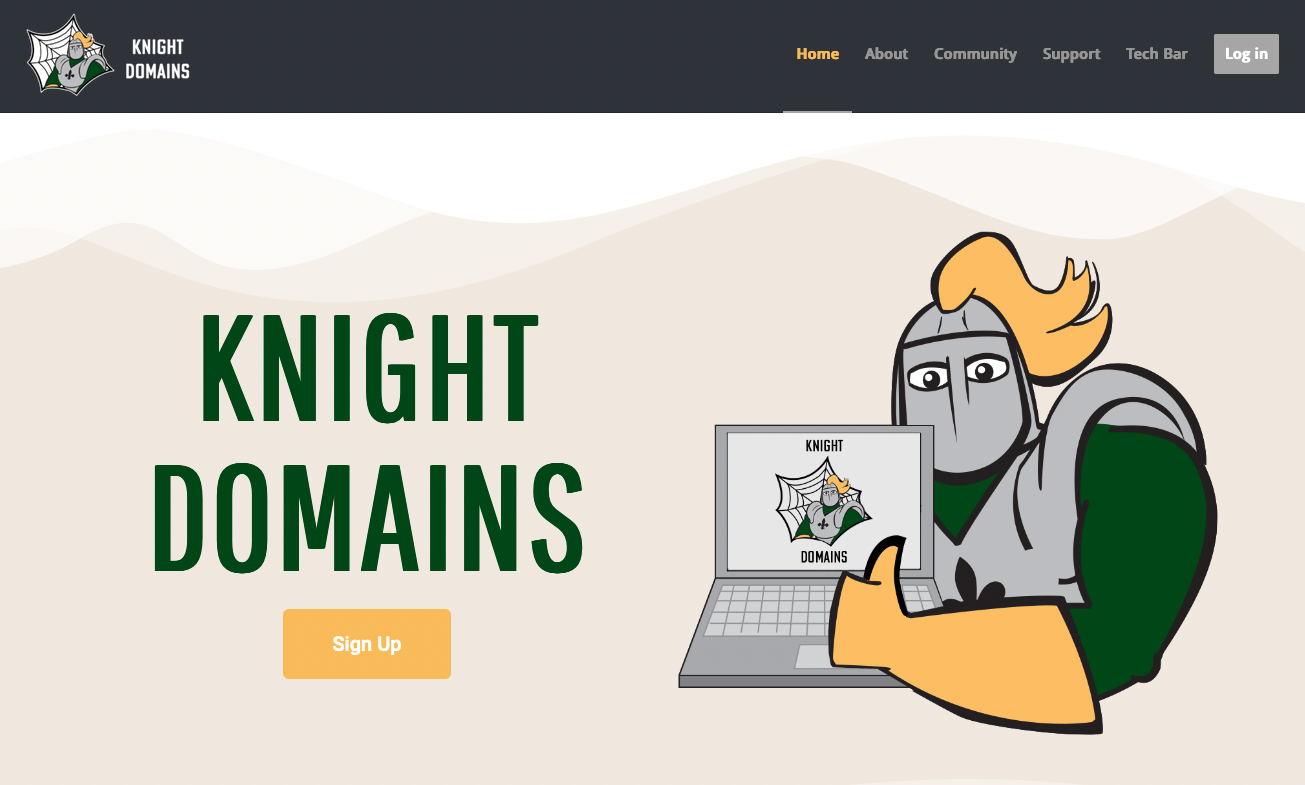 KNIGHT
DOMAINS
Home About Community Support Tech Bar Log in
KNIGHT
DOMAINS
Sign Up
KNIGHT
DOMAINS